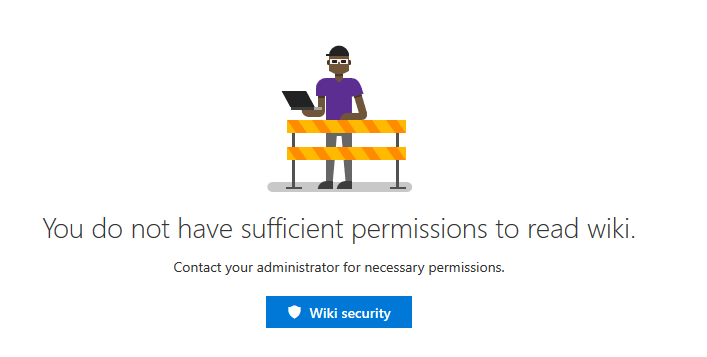 You do not have sufficient permissions to read wiki.
Contact your administrator for necessary permissions.
Wiki security